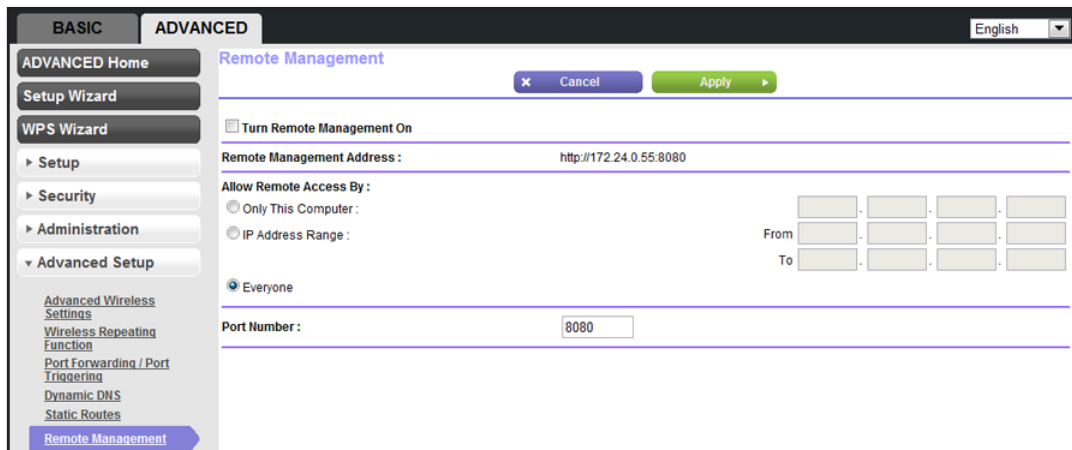 BASIC
ADVANCED
English
ADVANCED Home
Setup Wizard
WPS Wizard
Setup
Security
Administration
Advanced Setup
Advanced Wireless
Settings
Wireless Repeating
Function
Port Forwarding / Port
Triggering
Dynamic DNS
Static Routes
Remote Management
Remote Management
Cancel
Apply
Turn Remote Management On
Remote Management Address : http://172.24.0.55:8080
Allow Remote Access By :
Only This Computer : . . .
IP Address Range : From . . .
To . . .
Everyone
Port Number : 8080